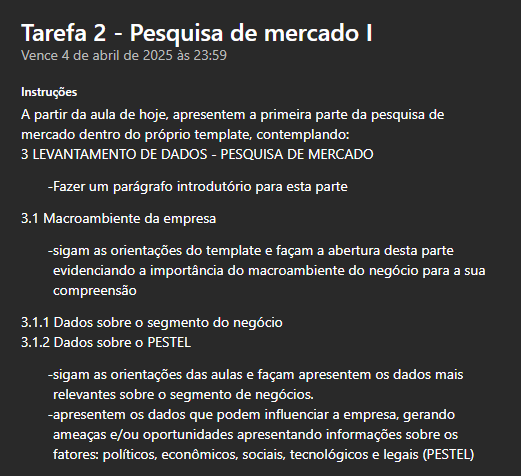 Tarefa 2 - Pesquisa de mercado I
Vence 4 de abril de 2025 às 23:59
Instruções
A partir da aula de hoje, apresentem a primeira parte da pesquisa de
mercado dentro do próprio template, contemplando:
3 LEVANTAMENTO DE DADOS - PESQUISA DE MERCADO
-Fazer um parágrafo introdutório para esta parte
3.1 Macroambiente da empresa
-sigam as orientações do template e façam a abertura desta parte
evidenciando a importância do macroambiente do negócio para a sua
compreensão
3.1.1 Dados sobre o segmento do negócio
3.1.2 Dados sobre o PESTEL
-sigam as orientações das aulas e façam apresentem os dados mais
relevantes sobre o segmento de negócios.
-apresentem os dados que podem influenciar a empresa, gerando
ameaças e/ou oportunidades apresentando informações sobre os
fatores: políticos, econômicos, sociais, tecnológicos e legais (PESTEL)